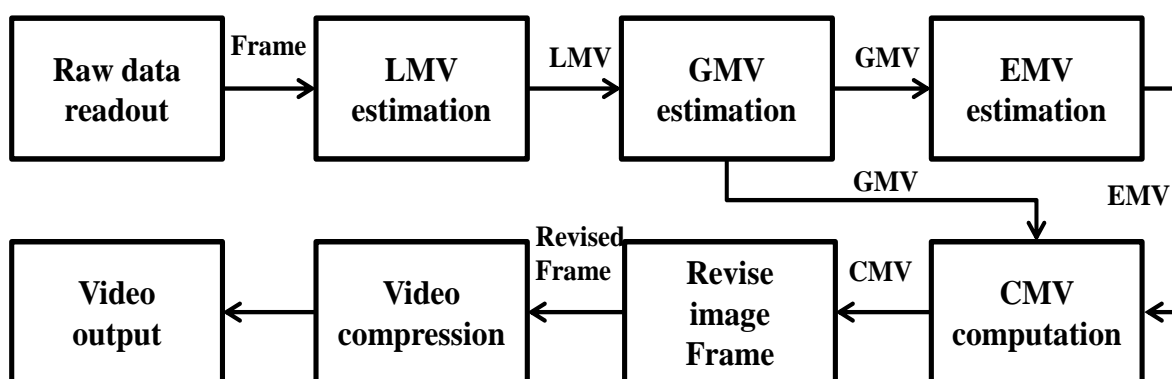 Frame
LMV
GMV
Raw data
readout
LMV
estimation
GMV
estimation
EMV
estimation
GMV
EMV
Revised
Frame
CMV
Video
output
Video
compression
Revise
image
Frame
CMV
computation